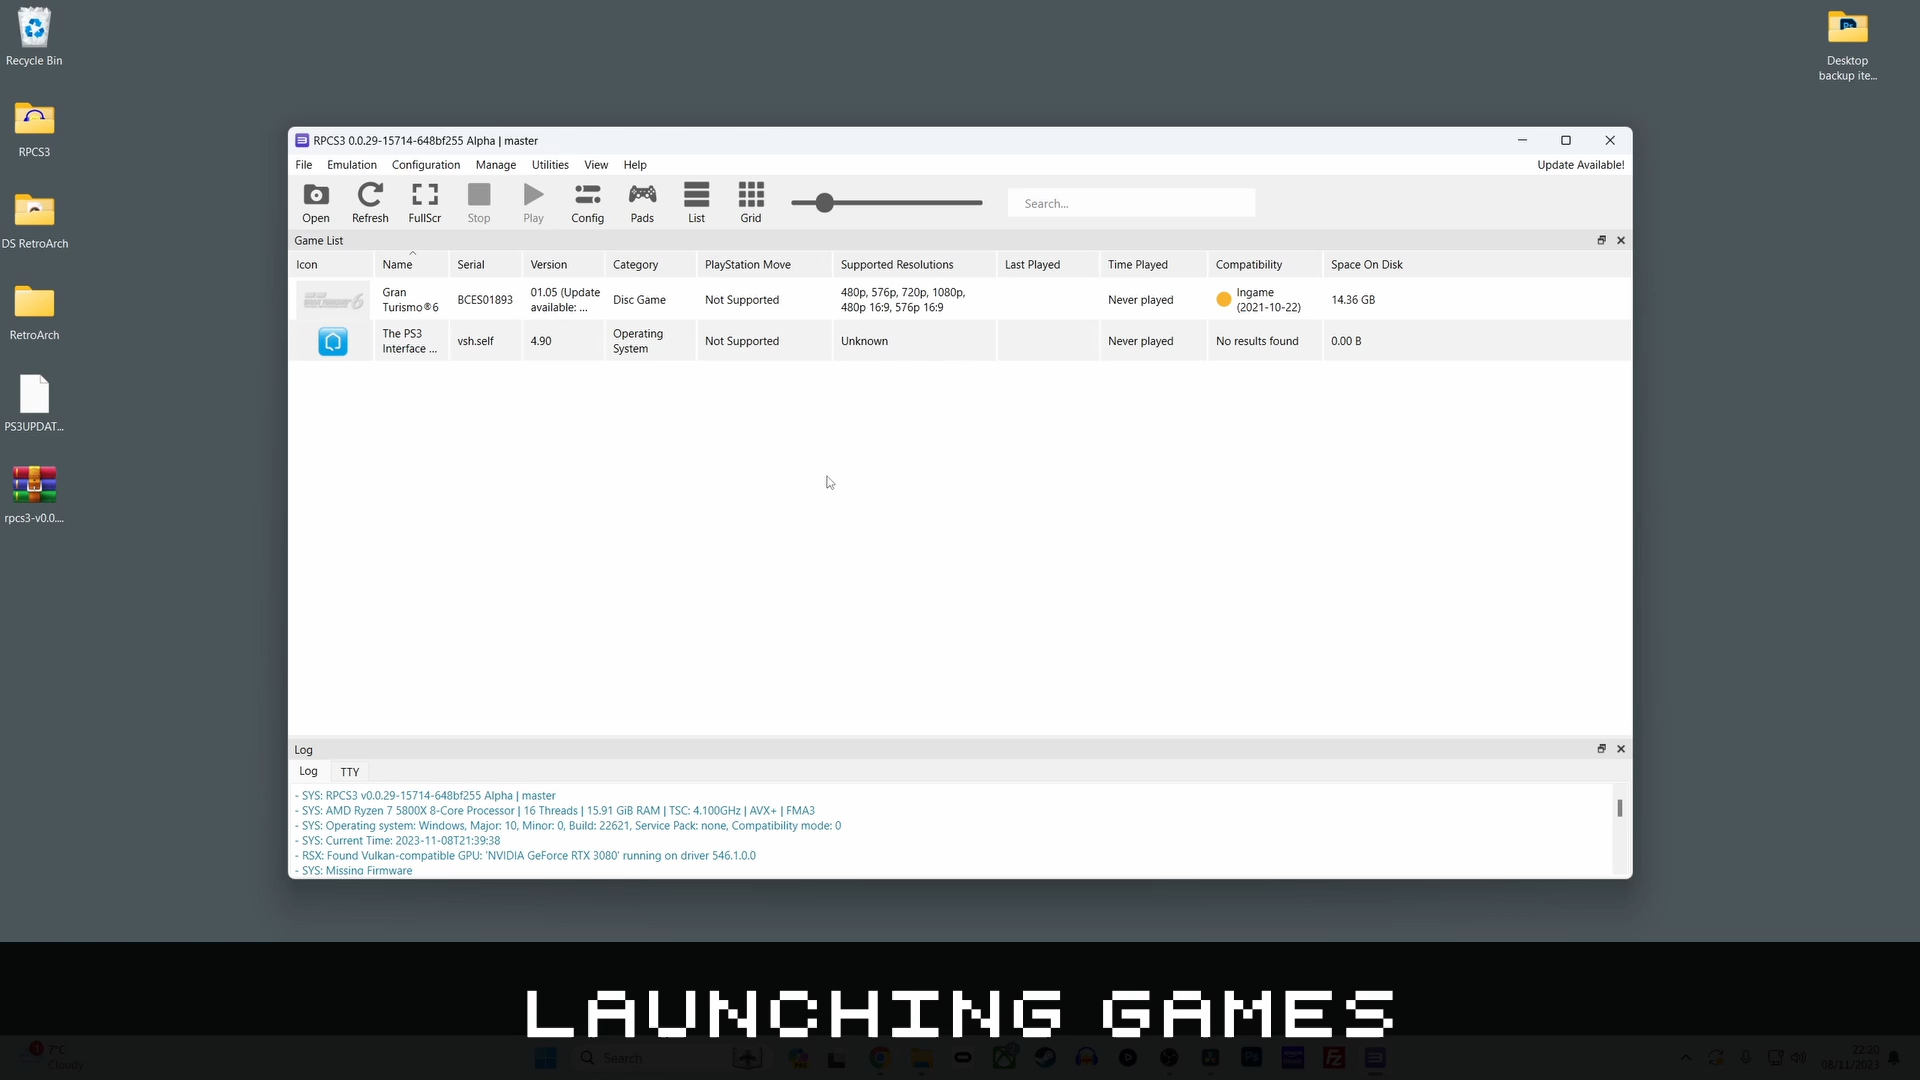 Recycle Bin
RPCS3
DS RetroArch
RetroArch
PS3UPDAT...
rpcs3-v0.0....
Desktop
backup ite...
RPCS3 0.0.29-15714-648bf255 Alpha | master
File Emulation Configuration Manage Utilities View Help Update Available!
Open Refresh FullScr Stop Play Config Pads List Grid Search...
Game List
Icon Name Serial Version Category PlayStation Move Supported Resolutions Last Played Time Played Compatibility Space On Disk
Gran
Turismo®6
BCES01893
01.05 (Update
available: ...
Disc Game
Not Supported
480p, 576p, 720p, 1080p,
480p 16:9, 576p 16:9
Never played
Ingame
(2021-10-22)
14.36 GB
The PS3
Interface ...
vsh.self
4.90
Operating
System
Not Supported
Unknown
Never played
No results found
0.00 B
Log
Log TTY
- SYS: RPCS3 v0.0.29-15714-648bf255 Alpha | master
- SYS: AMD Ryzen 7 5800X 8-Core Processor | 16 Threads | 15.91 GiB RAM | TSC: 4.100GHz | AVX+ | FMA3
- SYS: Operating system: Windows, Major: 10, Minor: 0, Build: 22621, Service Pack: none, Compatibility mode: 0
- SYS: Current Time: 2023-11-08T21:39:38
- RSX: Found Vulkan-compatible GPU: 'NVIDIA GeForce RTX 3080' running on driver 546.1.0.0
- SYS: Missing Firmware
LAUNCHING GAMES
1
7°C
Cloudy
Search
22:20
08/11/2023